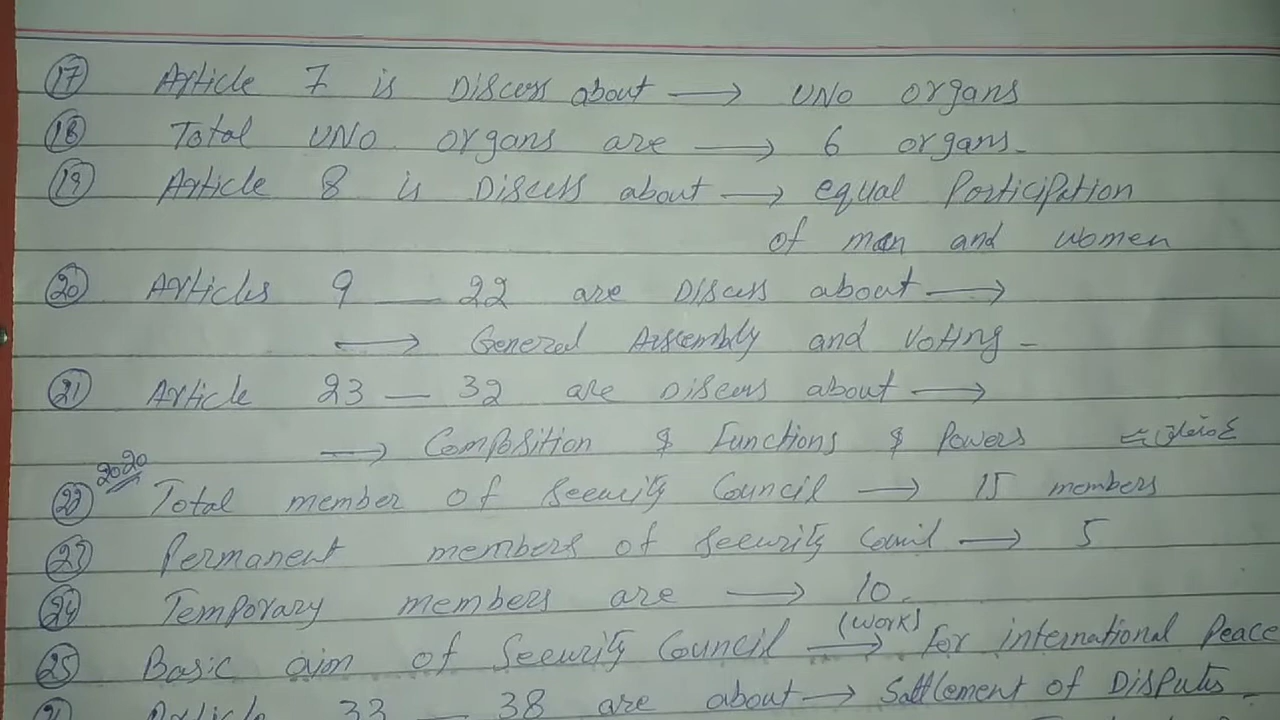 17 Article 7 is Discuss about → UNO organs
18 Total UNO organs are → 6 organs.
19 Article 8 is Discuss about → equal Participation
of man and women
20 Articles 9 — 22 are Discuss about →
→ General Assembly and Voting -
21 Article 23 — 32 are Discuss about →
→ Composition & Functions & Powers
2020
22 Total member of Security Council → 15 members
23 Permanent members of Security Council → 5
24 Temporary members are → 10.
(work)
25 Basic aim of Security Council → for international Peace
Article 33 — 38 are about → Sattlement of Disputes -